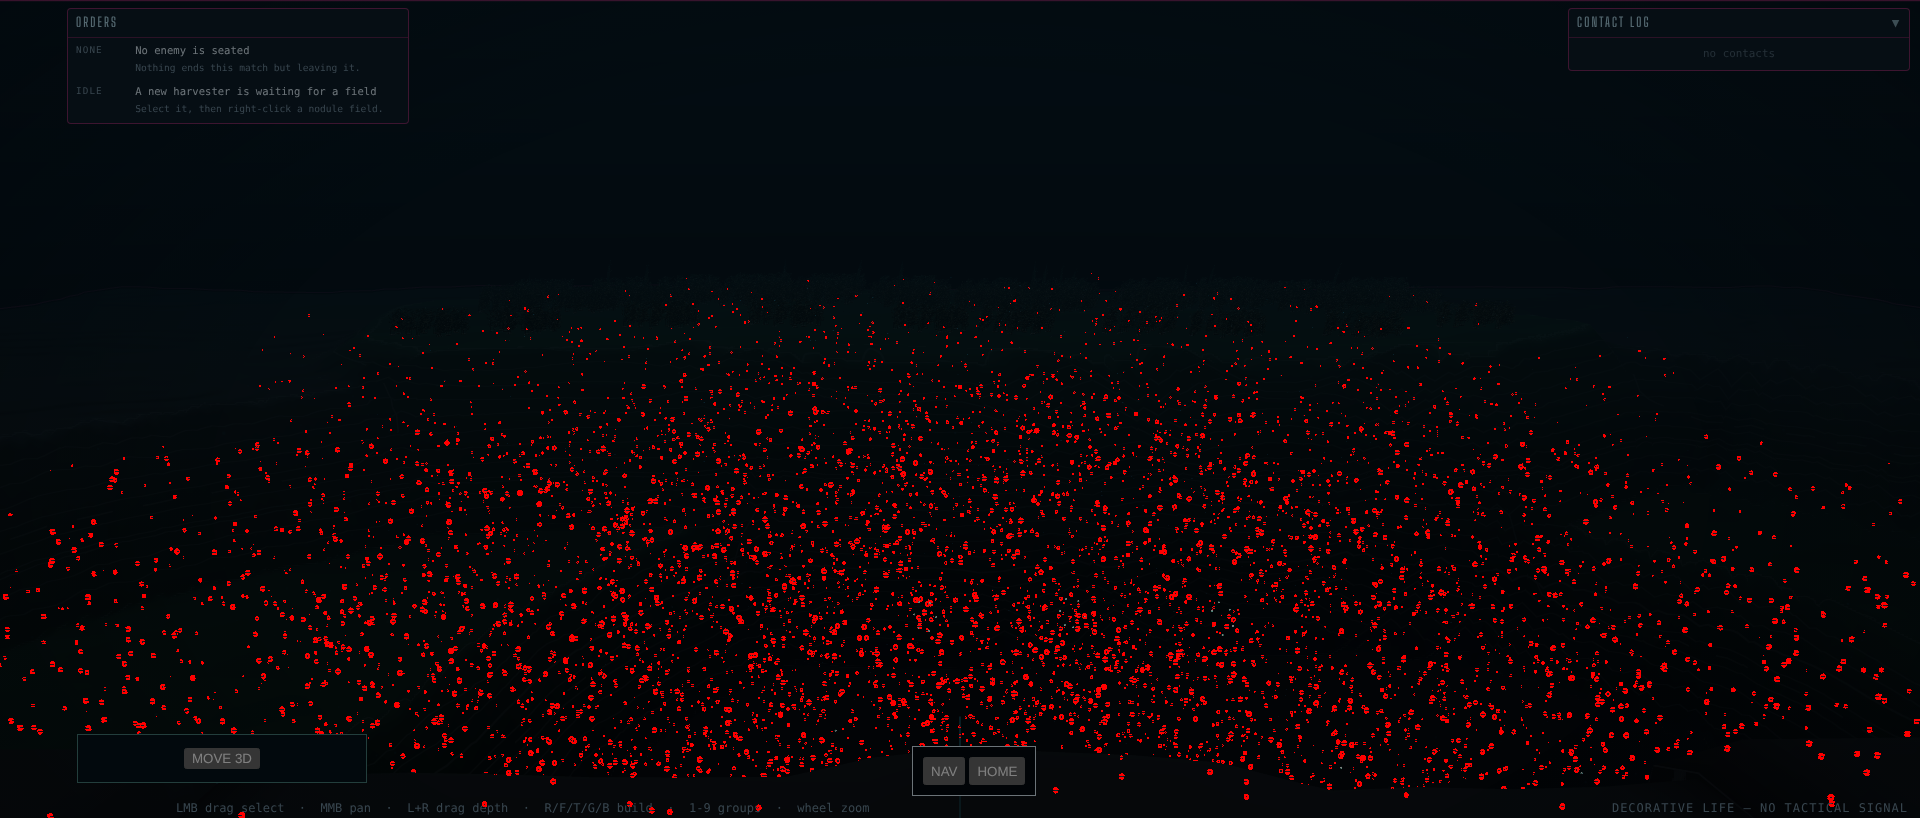 ORDERS
NONE No enemy is seated
Nothing ends this match but leaving it.
IDLE A new harvester is waiting for a field
Select it, then right-click a nodule field.
CONTACT LOG ▼
no contacts
MOVE 3D
NAV HOME
LMB drag select · MMB pan · L+R drag depth · R/F/T/G/B build · 1-9 groups · wheel zoom
DECORATIVE LIFE — NO TACTICAL SIGNAL